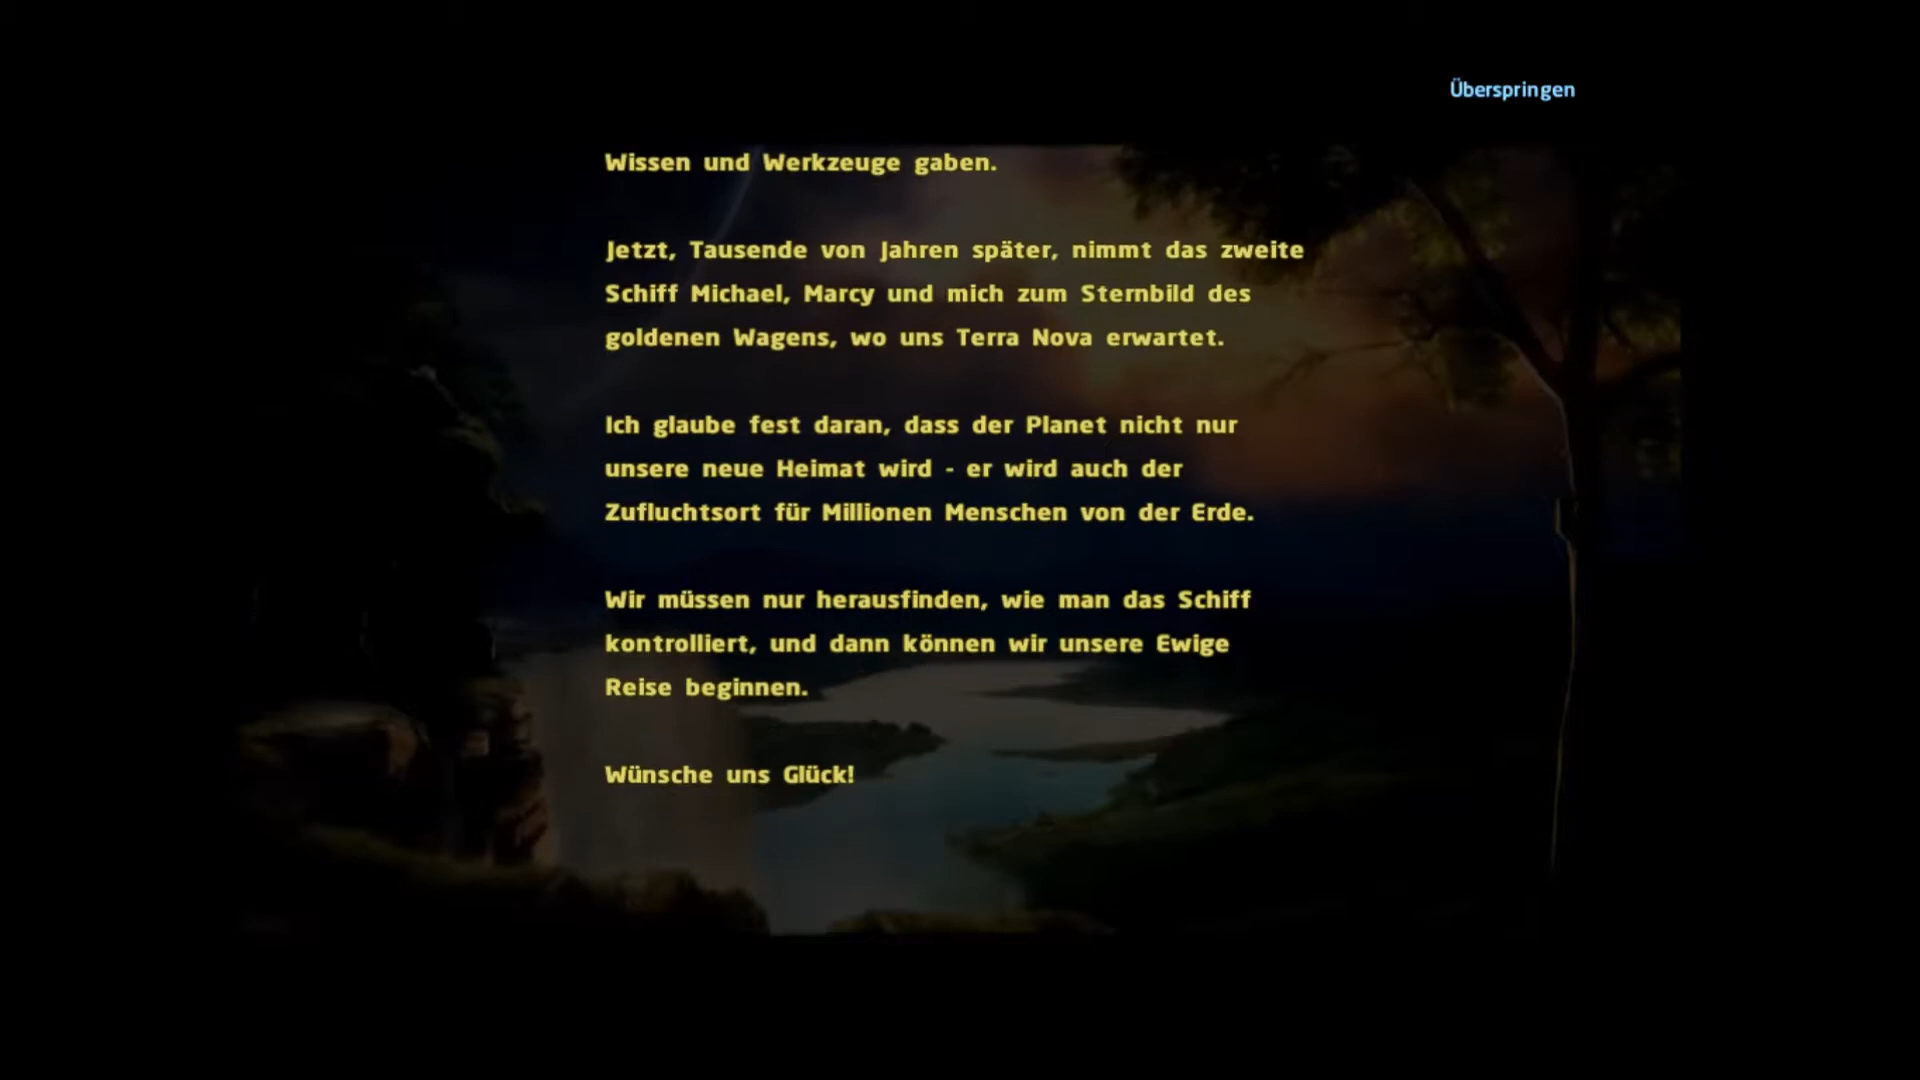 Überspringen
Wissen und Werkzeuge gaben.
Jetzt, Tausende von Jahren später, nimmt das zweite
Schiff Michael, Marcy und mich zum Sternbild des
goldenen Wagens, wo uns Terra Nova erwartet.
Ich glaube fest daran, dass der Planet nicht nur
unsere neue Heimat wird - er wird auch der
Zufluchtsort für Millionen Menschen von der Erde.
Wir müssen nur herausfinden, wie man das Schiff
kontrolliert, und dann können wir unsere Ewige
Reise beginnen.
Wünsche uns Glück!